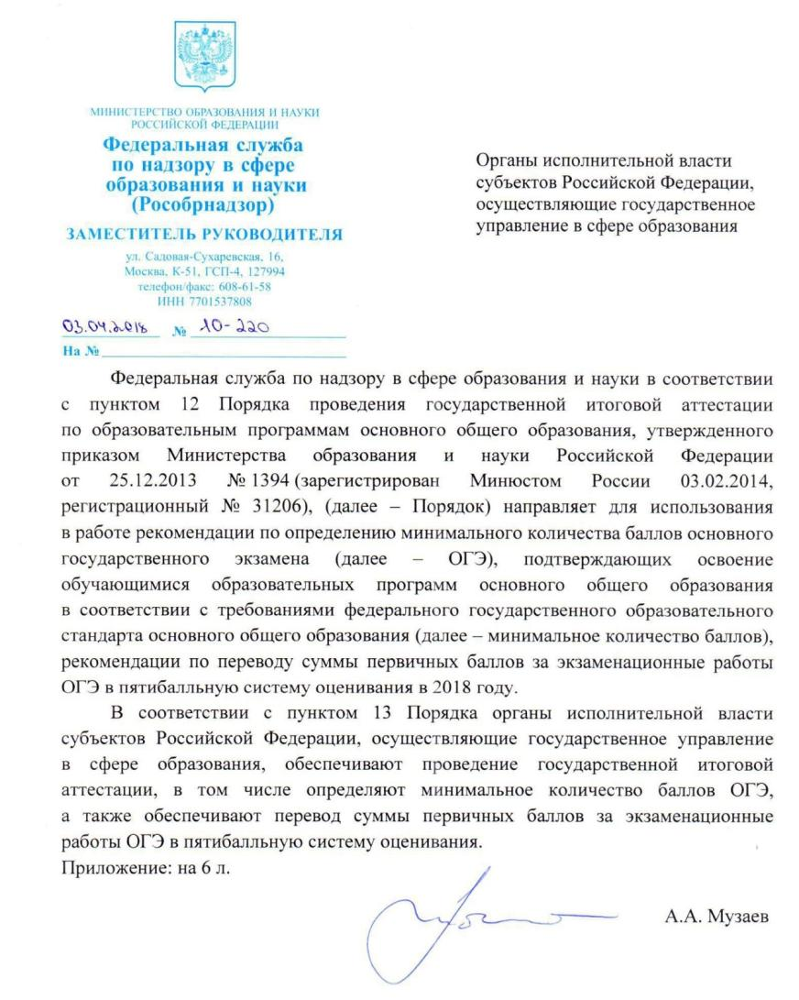 МИНИСТЕРСТВО ОБРАЗОВАНИЯ И НАУКИ
РОССИЙСКОЙ ФЕДЕРАЦИИ
Федеральная служба
по надзору в сфере
образования и науки
(Рособрнадзор)
ЗАМЕСТИТЕЛЬ РУКОВОДИТЕЛЯ
ул. Садовая-Сухаревская, 16,
Москва, К-51, ГСП-4, 127994
телефон/факс: 608-61-58
ИНН 7701537808
03.04.2018 № 10-220
На №
Органы исполнительной власти
субъектов Российской Федерации,
осуществляющие государственное
управление в сфере образования
Федеральная служба по надзору в сфере образования и науки в соответствии
с пунктом 12 Порядка проведения государственной итоговой аттестации
по образовательным программам основного общего образования, утвержденного
приказом Министерства образования и науки Российской Федерации
от 25.12.2013 № 1394 (зарегистрирован Минюстом России 03.02.2014,
регистрационный № 31206), (далее – Порядок) направляет для использования
в работе рекомендации по определению минимального количества баллов основного
государственного экзамена (далее – ОГЭ), подтверждающих освоение
обучающимися образовательных программ основного общего образования
в соответствии с требованиями федерального государственного образовательного
стандарта основного общего образования (далее – минимальное количество баллов),
рекомендации по переводу суммы первичных баллов за экзаменационные работы
ОГЭ в пятибалльную систему оценивания в 2018 году.
В соответствии с пунктом 13 Порядка органы исполнительной власти
субъектов Российской Федерации, осуществляющие государственное управление
в сфере образования, обеспечивают проведение государственной итоговой
аттестации, в том числе определяют минимальное количество баллов ОГЭ,
а также обеспечивают перевод суммы первичных баллов за экзаменационные
работы ОГЭ в пятибалльную систему оценивания.
Приложение: на 6 л.
А.А. Музаев